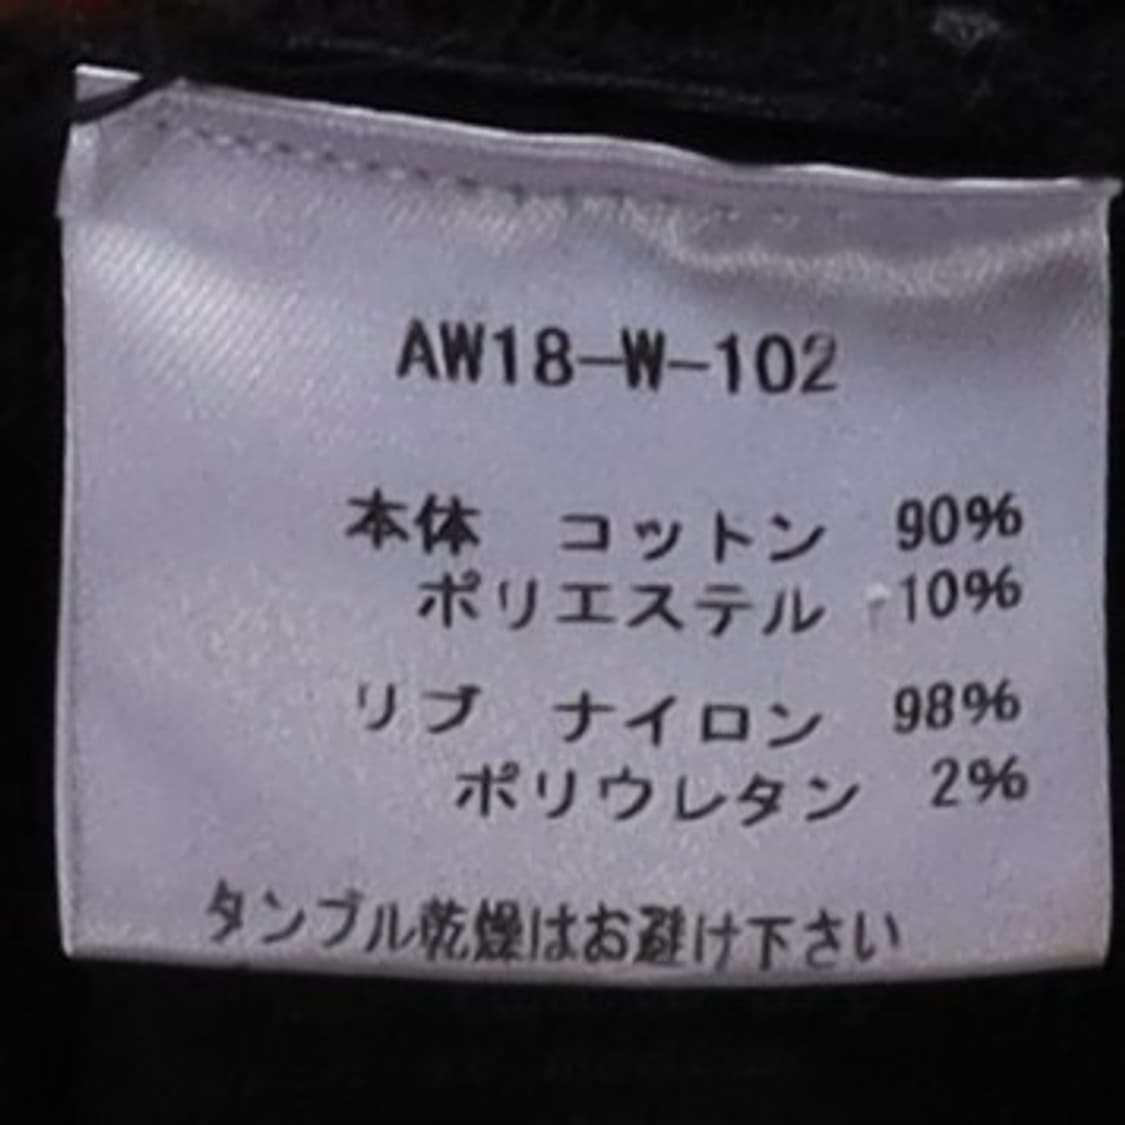 AW18-W-102
本体 コットン 90%
ポリエステル 10%
リブ ナイロン 98%
ポリウレタン 2%
タンブル乾燥はお避け下さい